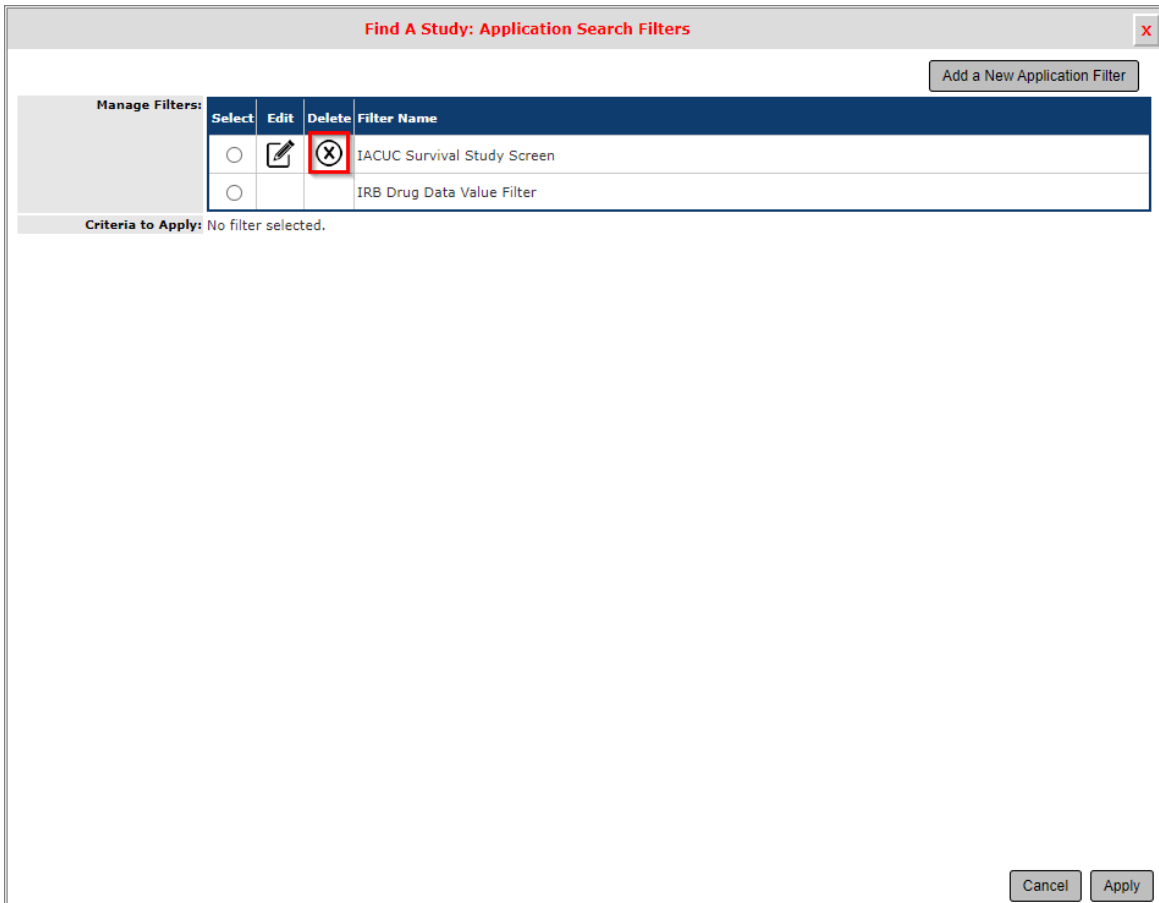 Find A Study: Application Search Filters
x
Add a New Application Filter
Manage Filters:
Select Edit Delete Filter Name
IACUC Survival Study Screen
IRB Drug Data Value Filter
Criteria to Apply: No filter selected.
Cancel Apply